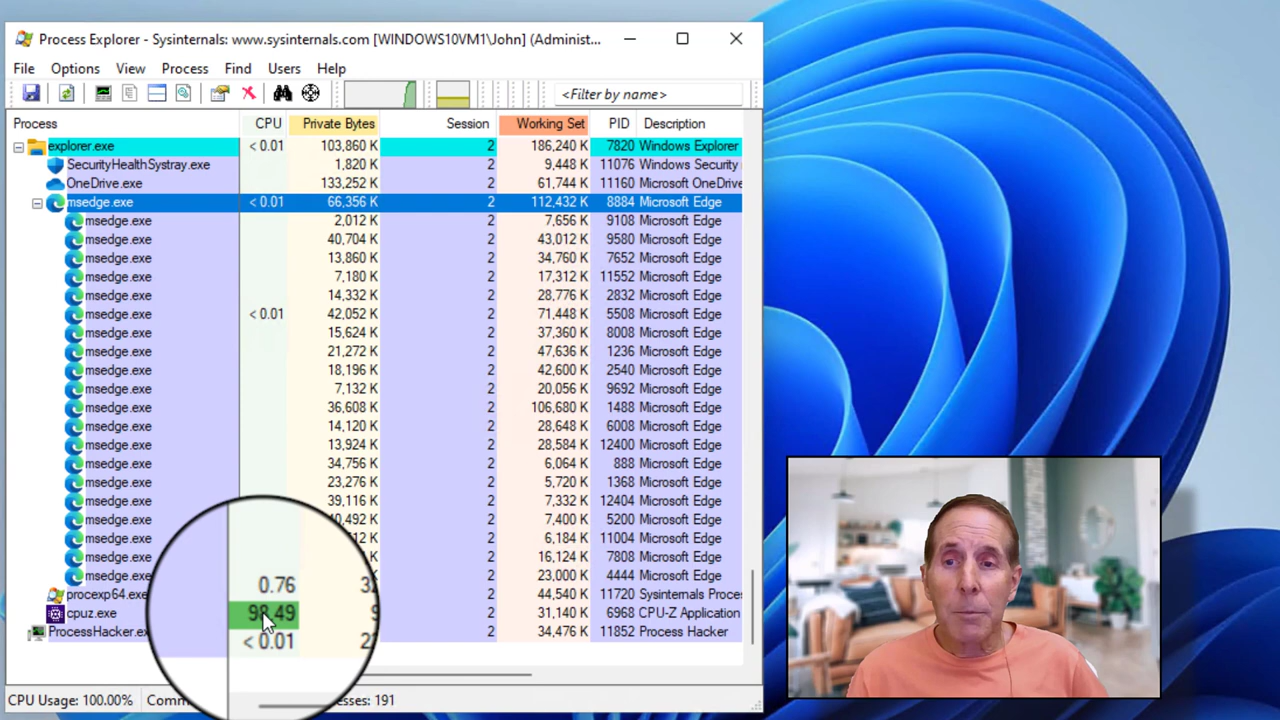 Process Explorer - Sysinternals: www.sysinternals.com [WINDOWS10VM1\John] (Administ...
File Options View Process Find Users Help
<Filter by name>
Process CPU Private Bytes Session Working Set PID Description
explorer.exe < 0.01 103,860 K 2 186,240 K 7820 Windows Explorer
SecurityHealthSystray.exe 1,820 K 2 9,448 K 11076 Windows Security
OneDrive.exe 133,252 K 2 61,744 K 11160 Microsoft OneDrive
msedge.exe < 0.01 66,356 K 2 112,432 K 8884 Microsoft Edge
msedge.exe 2,012 K 2 7,656 K 9108 Microsoft Edge
msedge.exe 40,704 K 2 43,012 K 9580 Microsoft Edge
msedge.exe 13,860 K 2 34,760 K 7652 Microsoft Edge
msedge.exe 7,180 K 2 17,312 K 11552 Microsoft Edge
msedge.exe 14,332 K 2 28,776 K 2832 Microsoft Edge
msedge.exe < 0.01 42,052 K 2 71,448 K 5508 Microsoft Edge
msedge.exe 15,624 K 2 37,360 K 8008 Microsoft Edge
msedge.exe 21,272 K 2 47,636 K 1236 Microsoft Edge
msedge.exe 18,196 K 2 42,600 K 2540 Microsoft Edge
msedge.exe 7,132 K 2 20,056 K 9692 Microsoft Edge
msedge.exe 36,608 K 2 106,680 K 1488 Microsoft Edge
msedge.exe 14,120 K 2 28,648 K 6008 Microsoft Edge
msedge.exe 13,924 K 2 28,584 K 12400 Microsoft Edge
msedge.exe 34,756 K 2 6,064 K 888 Microsoft Edge
msedge.exe 23,276 K 2 5,720 K 1368 Microsoft Edge
msedge.exe 39,116 K 2 7,332 K 12404 Microsoft Edge
msedge.exe 2 7,400 K 5200 Microsoft Edge
msedge.exe 2 6,184 K 11004 Microsoft Edge
msedge.exe K 2 16,124 K 7808 Microsoft Edge
msedge.exe 2 23,000 K 4444 Microsoft Edge
procexp64.exe 0.76 2 44,540 K 11720 Sysinternals Proces
cpuz.exe 98.49 2 31,140 K 6968 CPU-Z Application
ProcessHacker.ex < 0.01 2 34,476 K 11852 Process Hacker
CPU Usage: 100.00% esses: 191